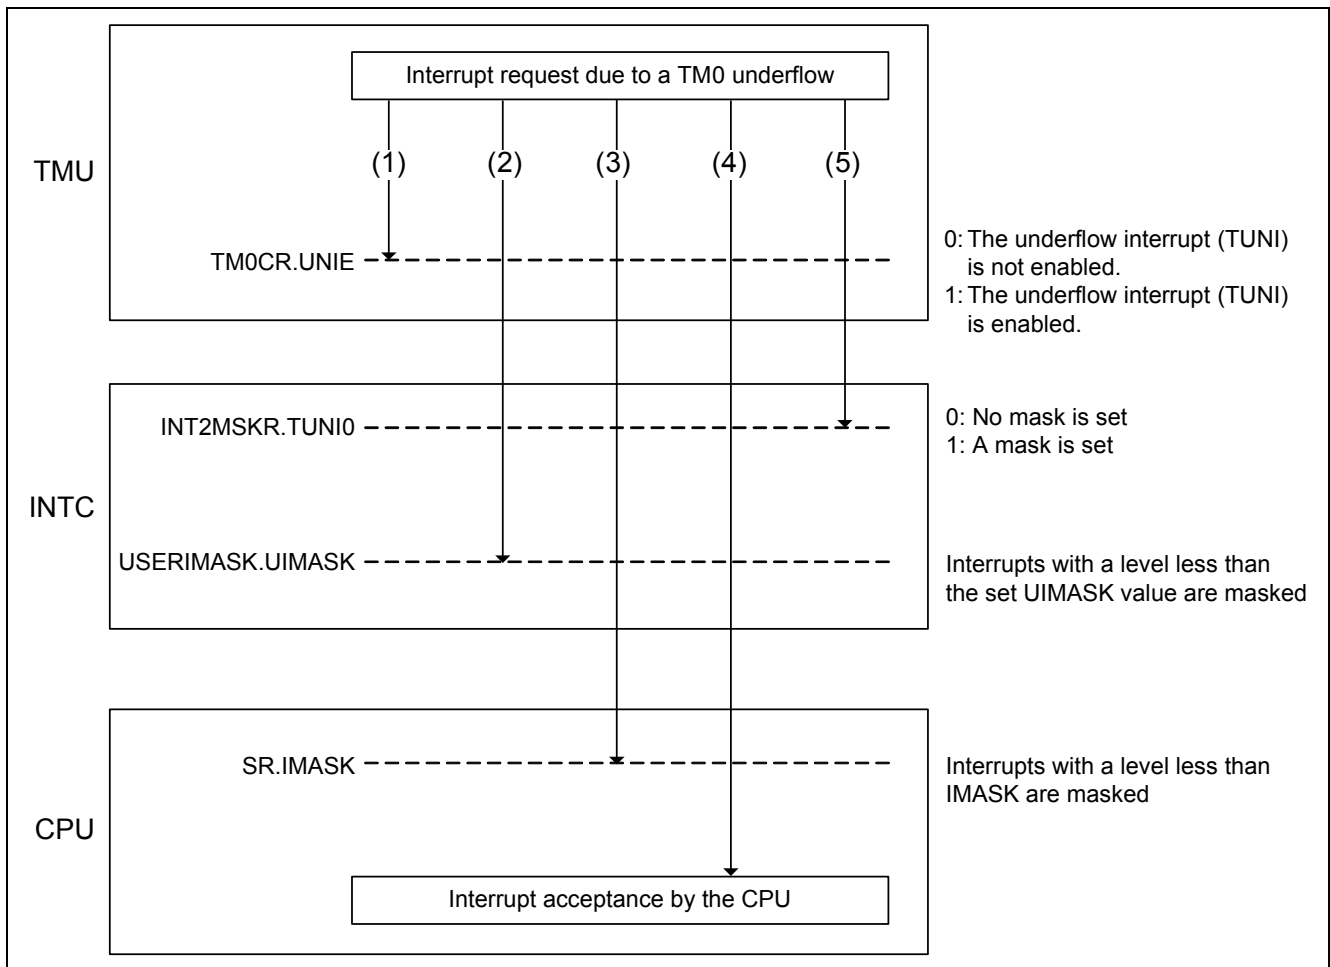 Interrupt request due to a TM0 underflow
(1)
(2)
(3)
(4)
(5)
TMU
TM0CR.UNIE
0: The underflow interrupt (TUNI)
is not enabled.
1: The underflow interrupt (TUNI)
is enabled.
INT2MSKR.TUNI0
0: No mask is set
1: A mask is set
INTC
USERIMASK.UIMASK
Interrupts with a level less than
the set UIMASK value are masked
SR.IMASK
Interrupts with a level less than
IMASK are masked
CPU
Interrupt acceptance by the CPU